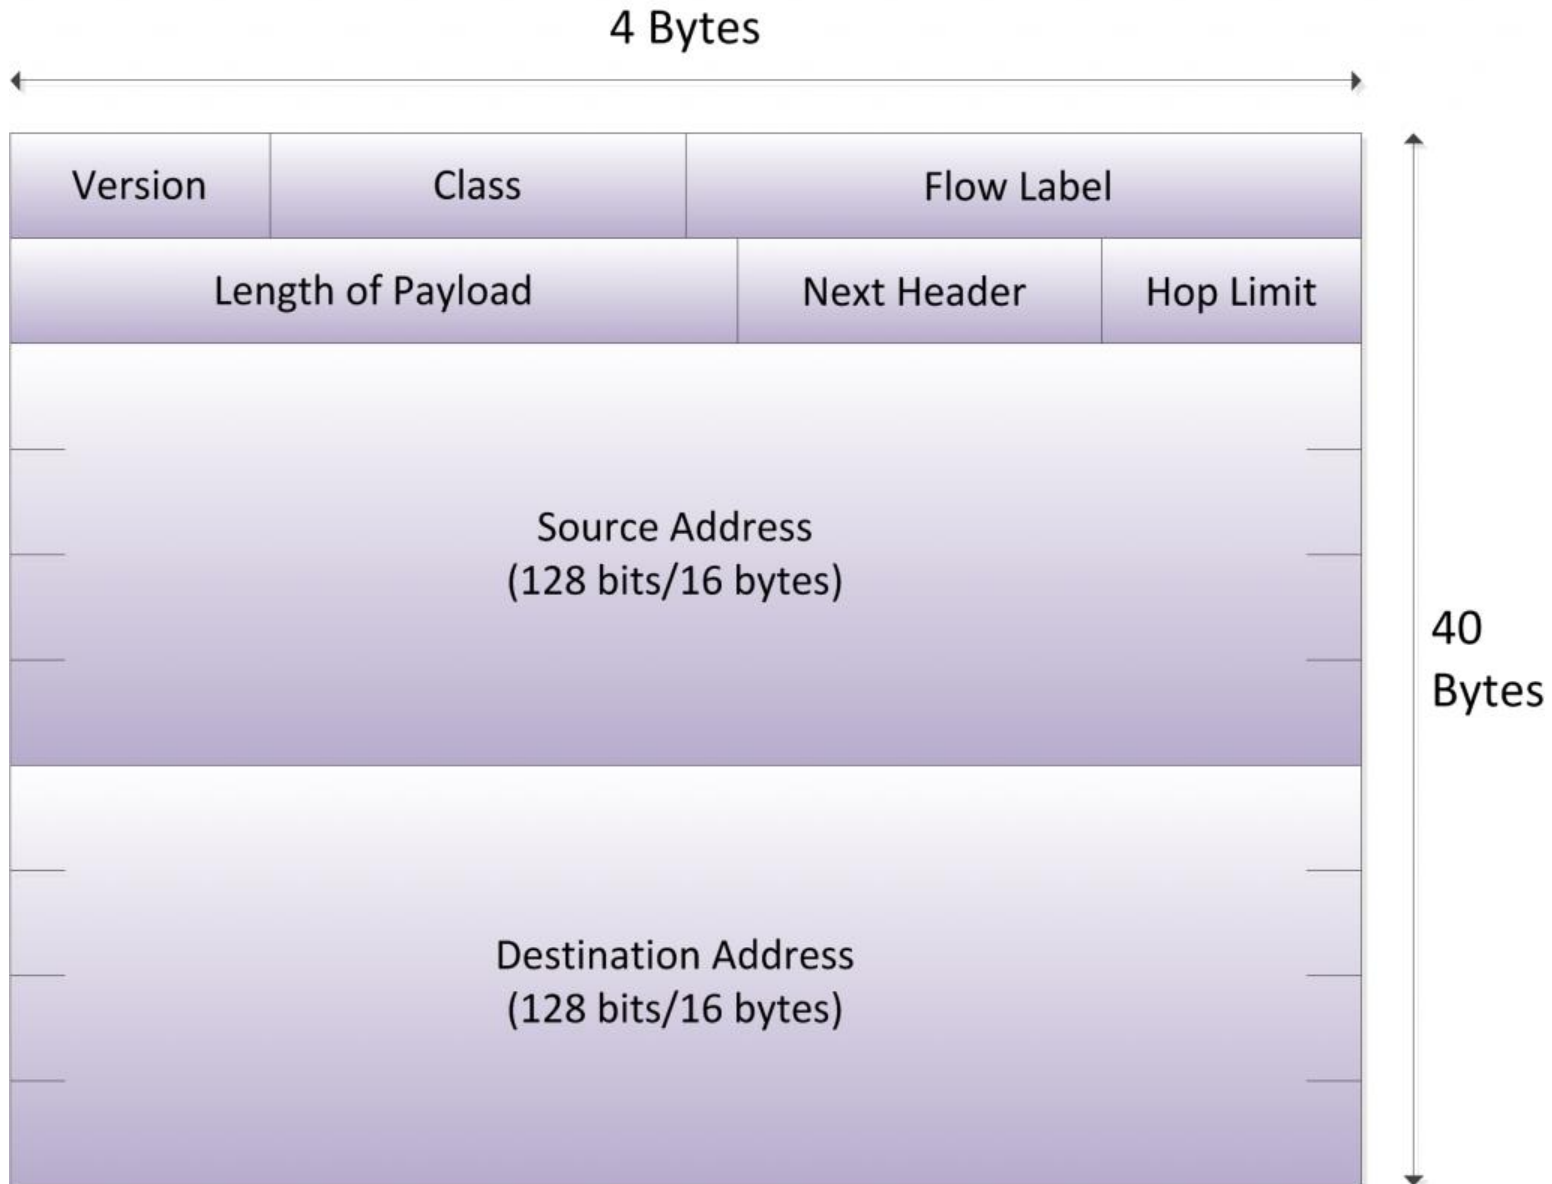 4 Bytes
Version
Class
Flow Label
Length of Payload
Next Header
Hop Limit
Source Address
(128 bits/16 bytes)
40
Bytes
Destination Address
(128 bits/16 bytes)